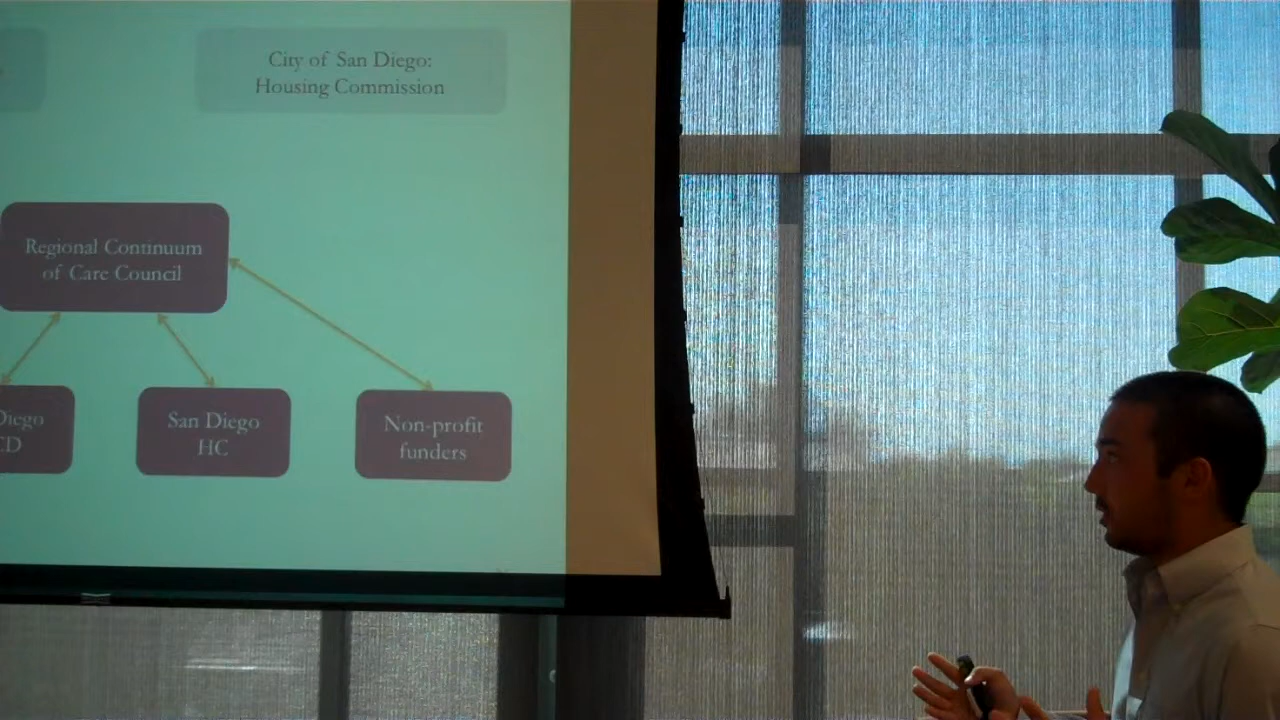 City of San Diego:
Housing Commission
Regional Continuum
of Care Council
Diego
CD
San Diego
HC
Non-profit
funders